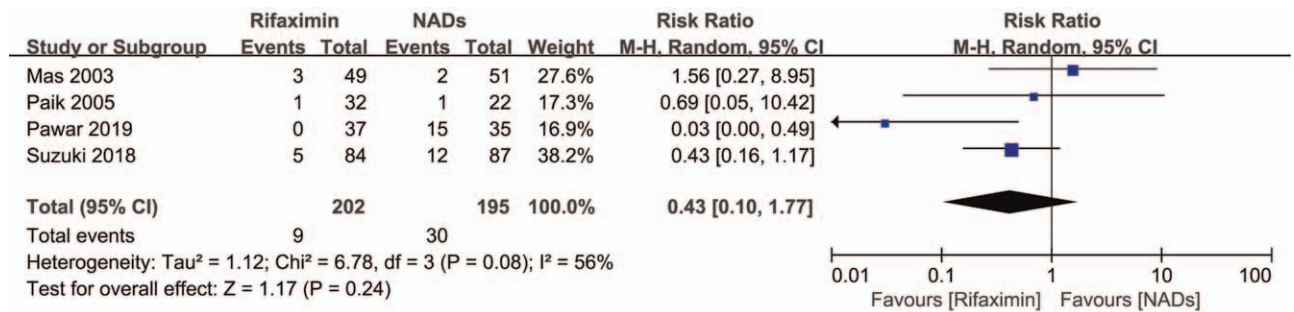 Rifaximin NADs Risk Ratio Risk Ratio
Study or Subgroup Events Total Events Total Weight M-H, Random, 95% CI M-H, Random, 95% CI
Mas 2003 3 49 2 51 27.6% 1.56 [0.27, 8.95]
Paik 2005 1 32 1 22 17.3% 0.69 [0.05, 10.42]
Pawar 2019 0 37 15 35 16.9% 0.03 [0.00, 0.49]
Suzuki 2018 5 84 12 87 38.2% 0.43 [0.16, 1.17]
Total (95% CI) 202 195 100.0% 0.43 [0.10, 1.77]
Total events 9 30
Heterogeneity: Tau² = 1.12; Chi² = 6.78, df = 3 (P = 0.08); I² = 56%
Test for overall effect: Z = 1.17 (P = 0.24)
0.01 0.1 1 10 100
Favours [Rifaximin] Favours [NADs]